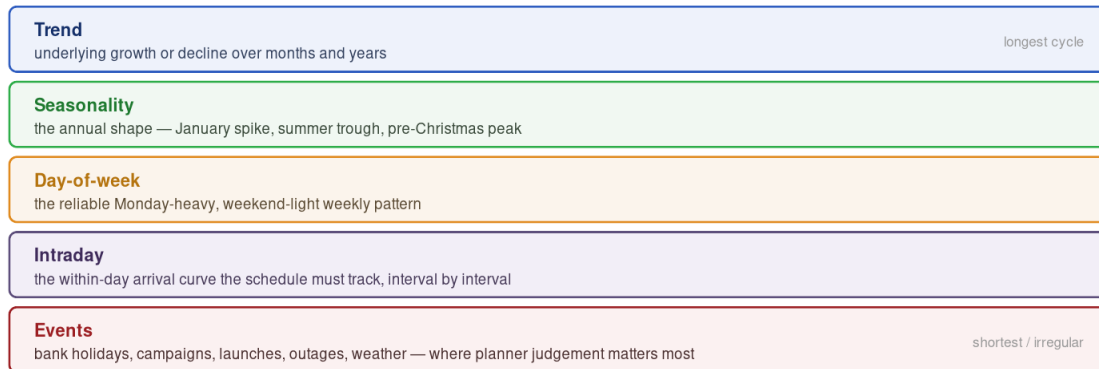 Trend
underlying growth or decline over months and years
longest cycle
Seasonality
the annual shape — January spike, summer trough, pre-Christmas peak
Day-of-week
the reliable Monday-heavy, weekend-light weekly pattern
Intraday
the within-day arrival curve the schedule must track, interval by interval
Events
bank holidays, campaigns, launches, outages, weather — where planner judgement matters most
shortest / irregular